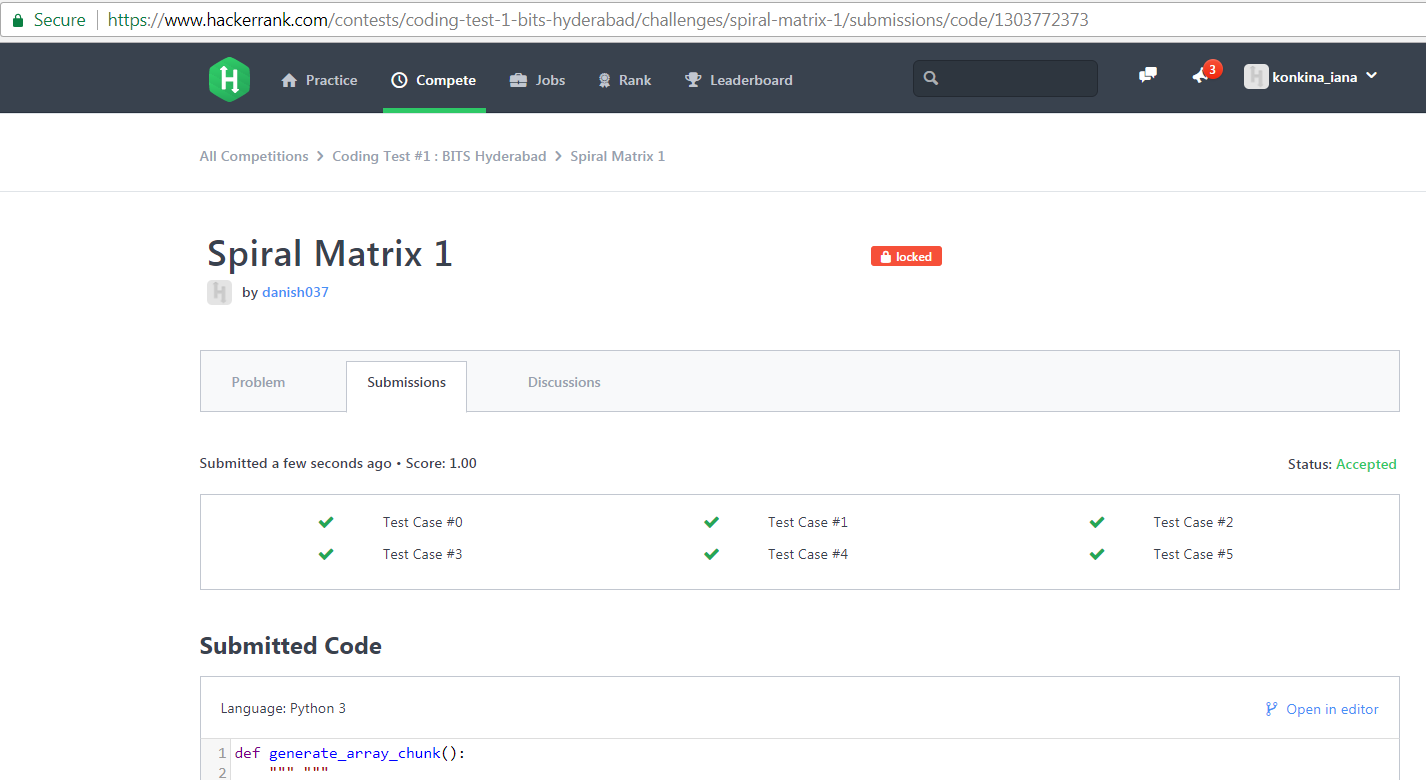 Secure https://www.hackerrank.com/contests/coding-test-1-bits-hyderabad/challenges/spiral-matrix-1/submissions/code/1303772373
H Practice Compete Jobs Rank Leaderboard 3 H konkina_iana
All Competitions > Coding Test #1 : BITS Hyderabad > Spiral Matrix 1
Spiral Matrix 1 locked
H by danish037
Problem Submissions Discussions
Submitted a few seconds ago • Score: 1.00 Status: Accepted
Test Case #0 Test Case #1 Test Case #2
Test Case #3 Test Case #4 Test Case #5
Submitted Code
Language: Python 3 Open in editor
1 def generate_array_chunk():
2 """ """